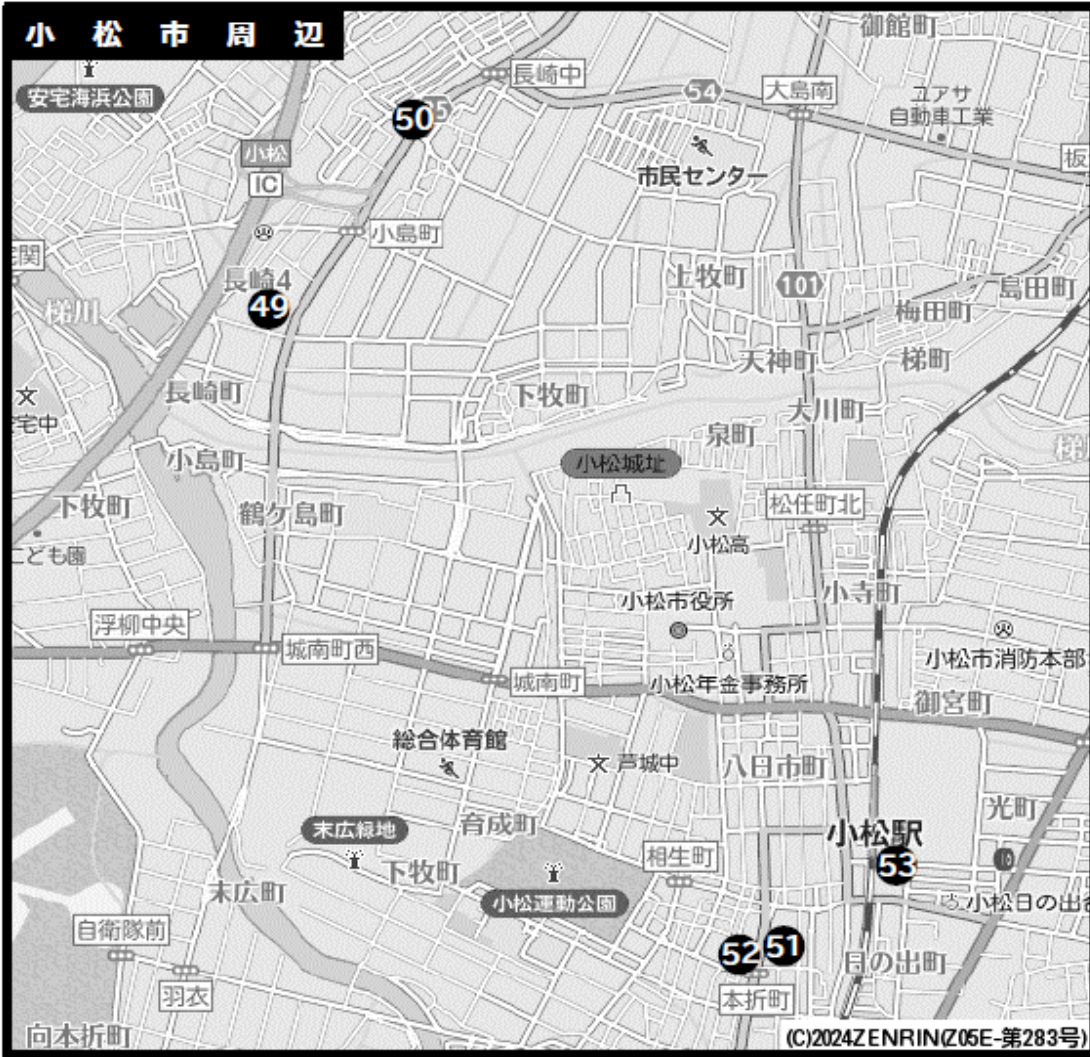 小松市周辺
御館町
長崎中
54
大島南
ユアサ
自動車工業
安宅海浜公園
50
小松
IC
市民センター
小島町
長崎4
49
上牧町
101
島田町
梅田町
梯川
天神町
梯町
長崎町
下牧町
大川町
泉町
小島町
小松城址
下牧町
鶴ケ島町
松任町北
小松高
こども園
小寺町
小松市役所
浮柳中央
城南町西
小松市消防本部
城南町
小松年金事務所
御宮町
総合体育館
芦城中
八日市町
光町
末広緑地
育成町
小松駅
相生町
53
下牧町
末広町
小松運動公園
自衛隊前
52
51
日の出町
羽衣
本折町
向本折町
(C)2024ZENRIN(Z05E-第283号)